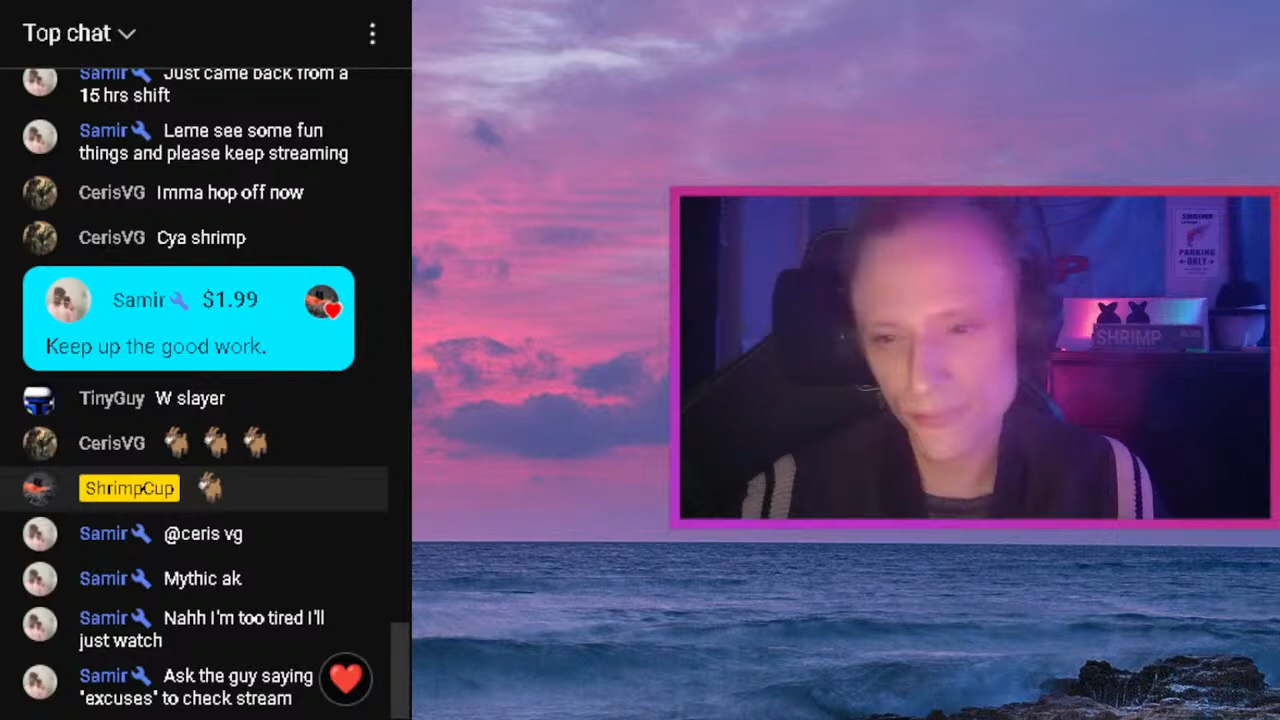 Top chat
Samir Just came back from a
15 hrs shift
Samir Leme see some fun
things and please keep streaming
CerisVG Imma hop off now
CerisVG Cya shrimp
Samir $1.99
Keep up the good work.
TinyGuy W slayer
CerisVG
ShrimpCup
Samir @ceris vg
Samir Mythic ak
Samir Nahh I'm too tired I'll
just watch
Samir Ask the guy saying
"excuses" to check stream
SHRIMP
PARKING
ONLY
SHRIMP